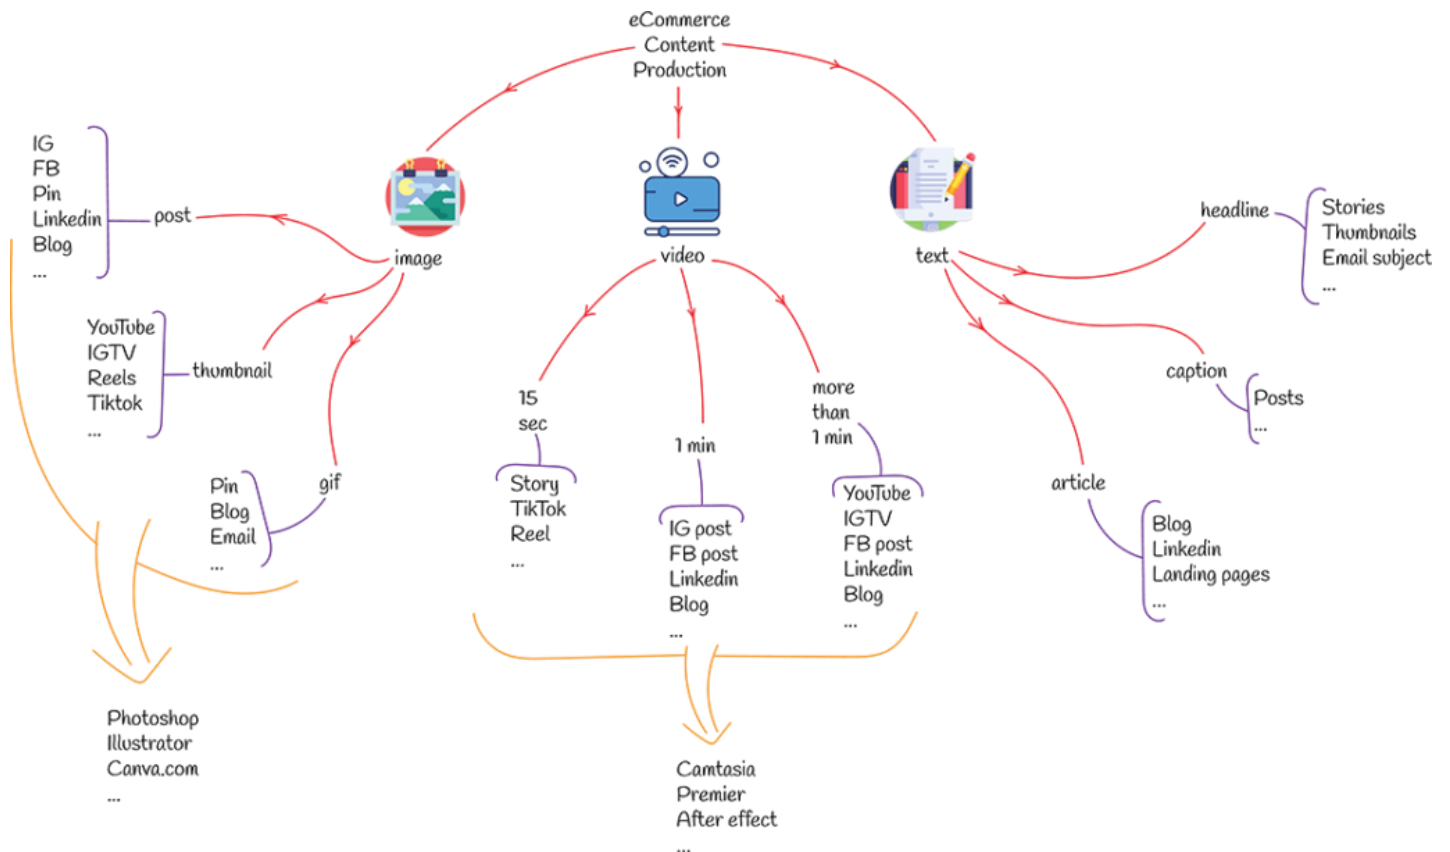 eCommerce
Content
Production
IG
FB
Pin
Linkedin
Blog
...
post
image
YouTube
IGTV
Reels
Tiktok
...
thumbnail
Pin
Blog
Email
...
gif
Photoshop
Illustrator
Canva.com
...
video
15
sec
Story
TikTok
Reel
...
1 min
IG post
FB post
Linkedin
Blog
...
more
than
1 min
YouTube
IGTV
FB post
Linkedin
Blog
...
Camtasia
Premier
After effect
...
text
headline
Stories
Thumbnails
Email subject
...
caption
Posts
...
article
Blog
Linkedin
Landing pages
...